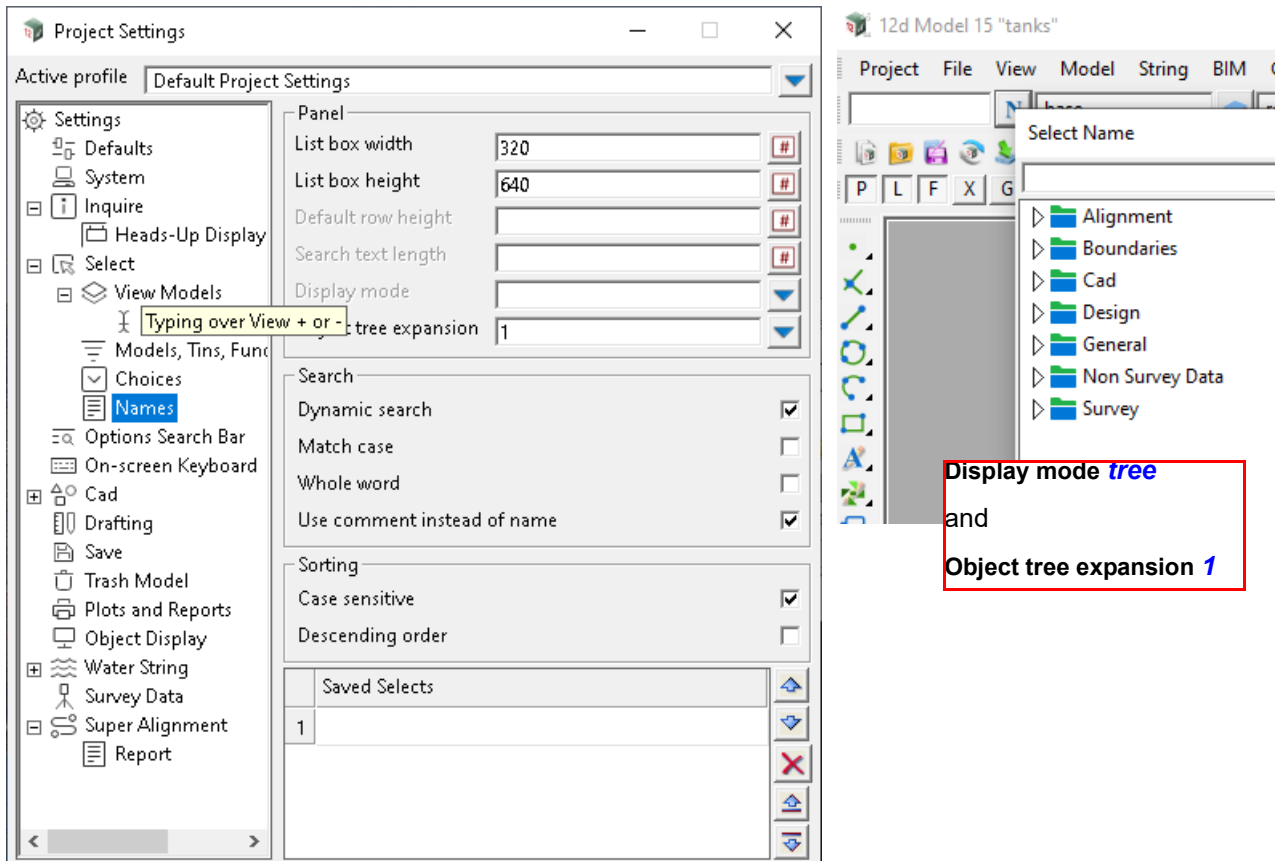 Project Settings
Active profile
Default Project Settings
Settings
Defaults
System
Inquire
Heads-Up Display
Select
View Models
Typing over View + or -
Models, Tins, Func
Choices
Names
Options Search Bar
On-screen Keyboard
Cad
Drafting
Save
Trash Model
Plots and Reports
Object Display
Water String
Survey Data
Super Alignment
Report
Panel
List box width
320
List box height
640
Default row height
Search text length
Display mode
tree expansion
1
Search
Dynamic search
Match case
Whole word
Use comment instead of name
Sorting
Case sensitive
Descending order
Saved Selects
1
12d Model 15 "tanks"
Project File View Model String BIM
N
Select Name
P L F X G
Alignment
Boundaries
Cad
Design
General
Non Survey Data
Survey
Display mode tree
and
Object tree expansion 1